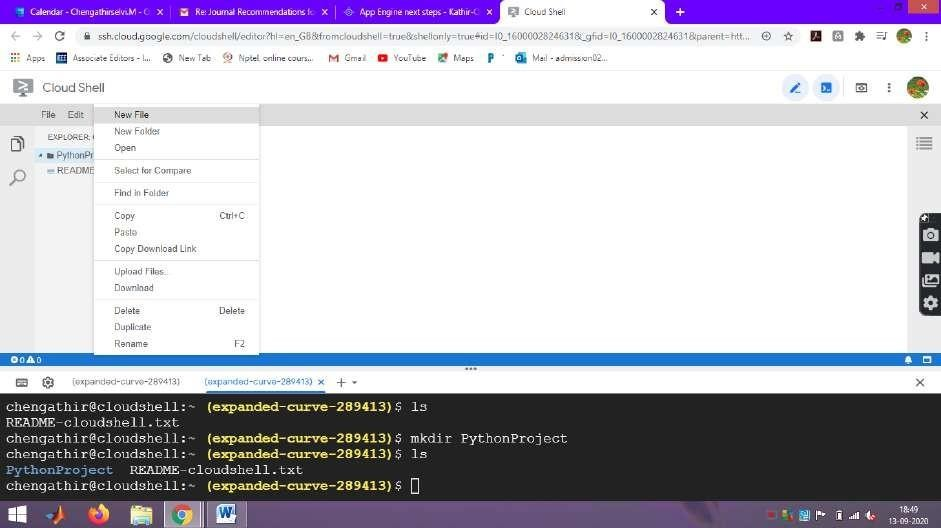 Calendar - Chengathirselvi.M - O
Re: Journal Recommendations fo
App Engine next steps - Kathir-C
Cloud Shell
ssh.cloud.google.com/cloudshell/editor?hl=en_GB&fromcloudshell=true&shellonly=true#id=I0_1600002824631&_gfid=I0_1600002824631&parent=htt...
Apps Associate Editors - I... New Tab Nptel, online cours... Gmail YouTube Maps P Mail - admission02...
Cloud Shell
File Edit
EXPLORER:
PythonPr
README
New File
New Folder
Open
Select for Compare
Find in Folder
Copy Ctrl+C
Paste
Copy Download Link
Upload Files...
Download
Delete Delete
Duplicate
Rename F2
0 0
(expanded-curve-289413) (expanded-curve-289413)
chengathir@cloudshell:~ (expanded-curve-289413)$ ls
README-cloudshell.txt
chengathir@cloudshell:~ (expanded-curve-289413)$ mkdir PythonProject
chengathir@cloudshell:~ (expanded-curve-289413)$ ls
PythonProject README-cloudshell.txt
chengathir@cloudshell:~ (expanded-curve-289413)$
18:49
13-09-2020